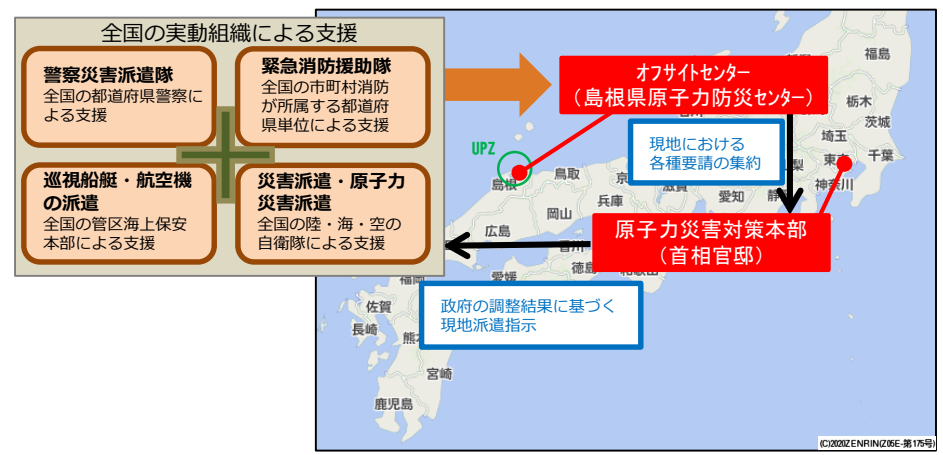 全国の実動組織による支援
警察災害派遣隊
全国の都道府県警察に
よる支援
緊急消防援助隊
全国の市町村消防
が所属する都道府
県単位による支援
巡視船艇・航空機
の派遣
全国の管区海上保安
本部による支援
災害派遣・原子力
災害派遣
全国の陸・海・空の
自衛隊による支援
オフサイトセンター
（島根県原子力防災センター）
現地における
各種要請の集約
原子力災害対策本部
（首相官邸）
政府の調整結果に基づく
現地派遣指示
UPZ
福島
栃木
茨城
埼玉
東京
千葉
神奈川
島根
鳥取
兵庫
岡山
広島
愛知
徳島
愛媛
福岡
佐賀
長崎
宮崎
鹿児島
(C)2020ZENRIN(Z05E-第175号)